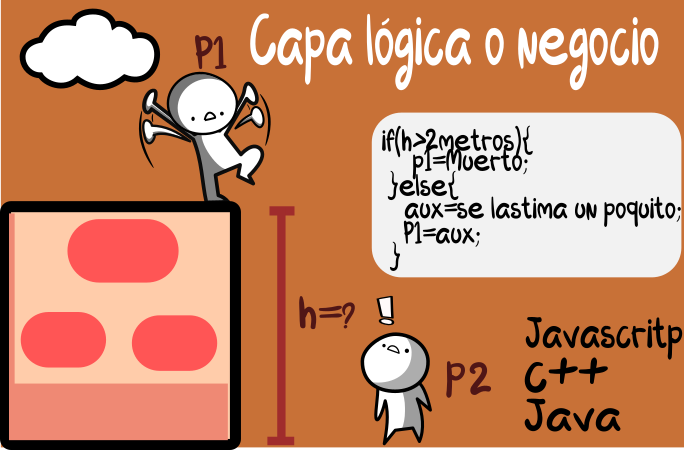 Capa lógica o negocio
P1
if(h>2metros){
p1=Muerto;
}else{
aux=se lastima un poquito;
P1=aux;
}
h=?
!
P2
Javascritp
C++
Java